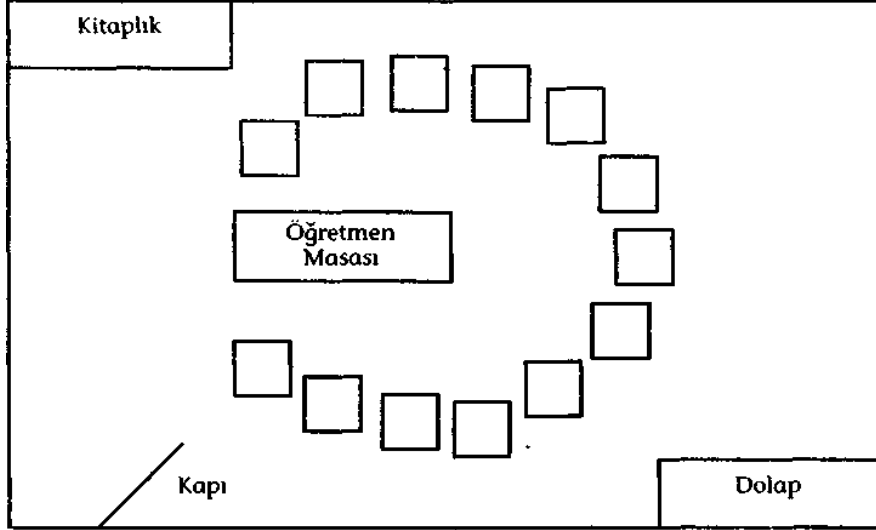 Kitaplık
Öğretmen
Masası
Kapı
Dolap